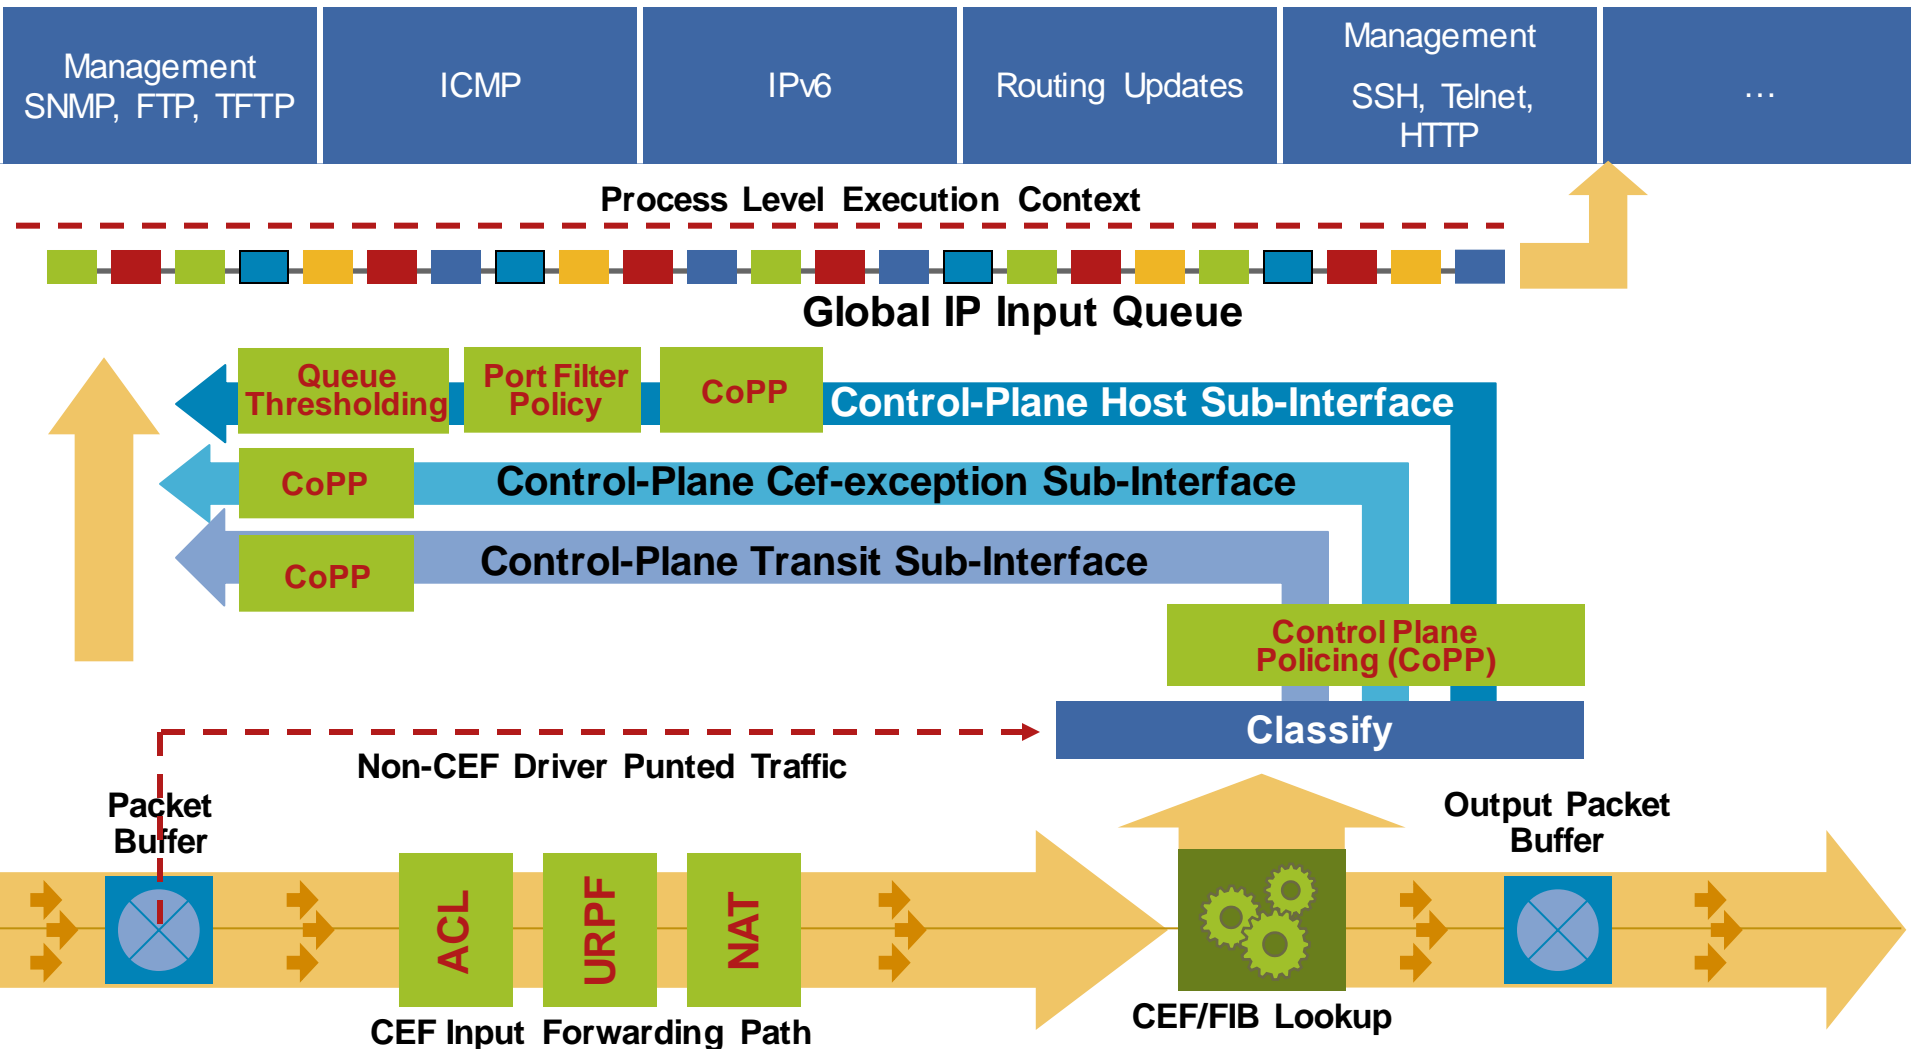 Management
SNMP, FTP, TFTP
ICMP
IPv6
Routing Updates
Management
SSH, Telnet,
HTTP
...
Process Level Execution Context
Global IP Input Queue
Queue
Thresholding
Port Filter
Policy
CoPP
Control-Plane Host Sub-Interface
CoPP
Control-Plane Cef-exception Sub-Interface
CoPP
Control-Plane Transit Sub-Interface
Control Plane
Policing (CoPP)
Classify
Non-CEF Driver Punted Traffic
Packet
Buffer
Output Packet
Buffer
ACL
URPF
NAT
CEF Input Forwarding Path
CEF/FIB Lookup